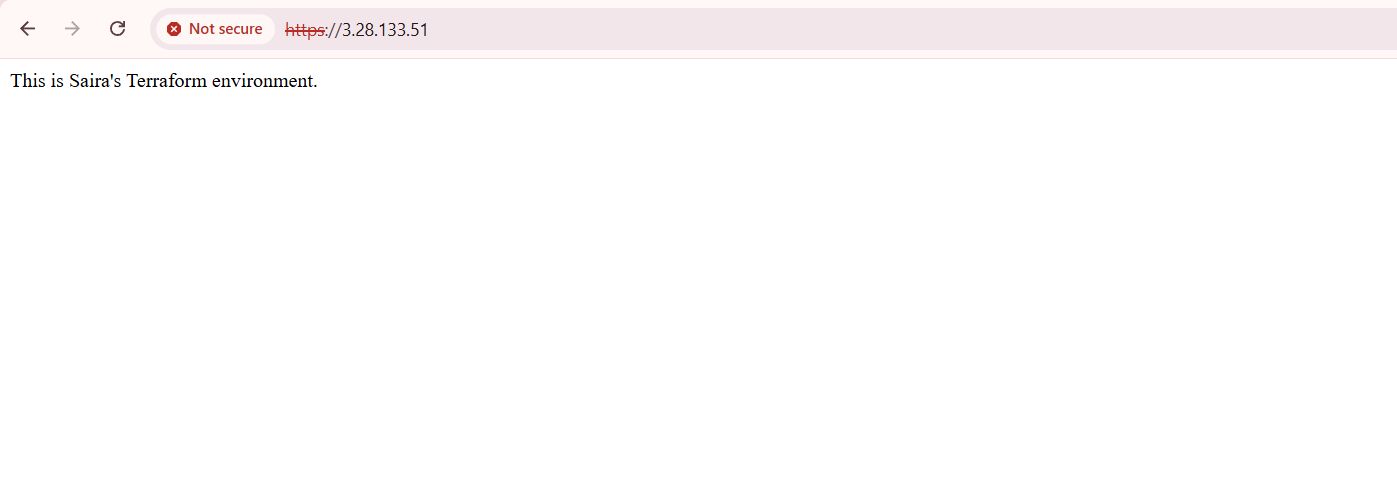 Not secure https://3.28.133.51
This is Saira's Terraform environment.